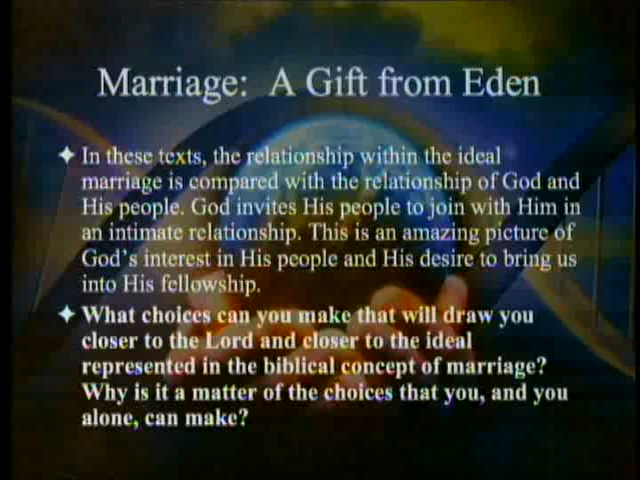 Marriage: A Gift from Eden
In these texts, the relationship within the ideal
marriage is compared with the relationship of God and
His people. God invites His people to join with Him in
an intimate relationship. This is an amazing picture of
God's interest in His people and His desire to bring us
into His fellowship.
What choices can you make that will draw you
closer to the Lord and closer to the ideal
represented in the biblical concept of marriage?
Why is it a matter of the choices that you, and you
alone, can make?